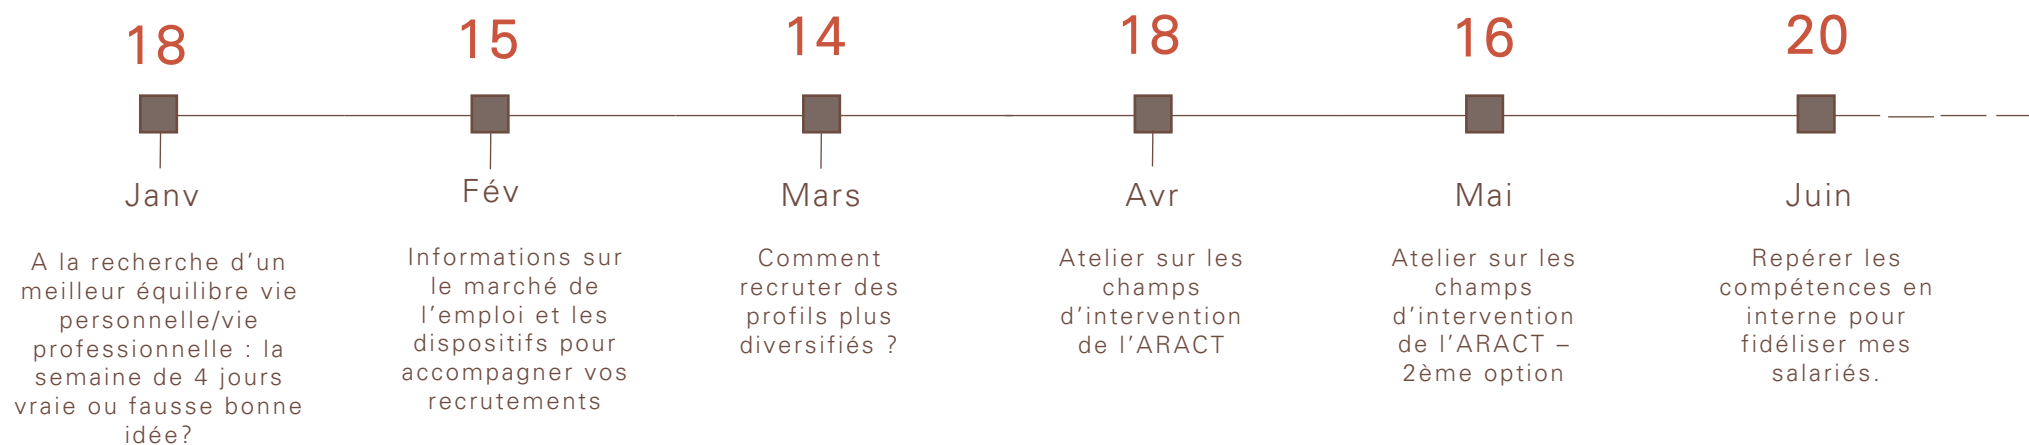 18
Janv
A la recherche d’un
meilleur équilibre vie
personnelle/vie
professionnelle : la
semaine de 4 jours
vraie ou fausse bonne
idée?
15
Fév
Informations sur
le marché de
l’emploi et les
dispositifs pour
accompagner vos
recrutements
14
Mars
Comment
recruter des
profils plus
diversifiés ?
18
Avr
Atelier sur les
champs
d’intervention
de l’ARACT
16
Mai
Atelier sur les
champs
d’intervention
de l’ARACT –
2ème option
20
Juin
Repérer les
compétences en
interne pour
fidéliser mes
salariés.